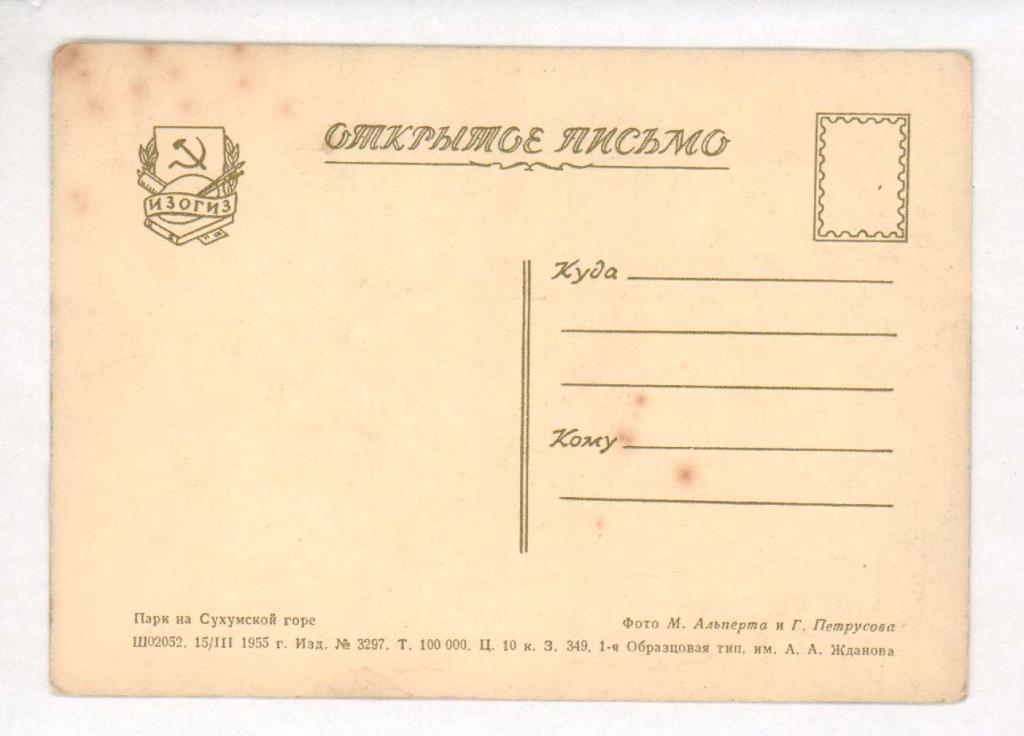 ОТКРЫТОЕ ПИСЬМО
ИЗОГИЗ
Куда
Кому
Парк на Сухумской горе
Фото М. Альперта и Г. Петрусова
Ш02052. 15/III 1955 г. Изд. № 3297. Т. 100 000. Ц. 10 к. З. 349. 1-я Образцовая тип. им. А. А. Жданова